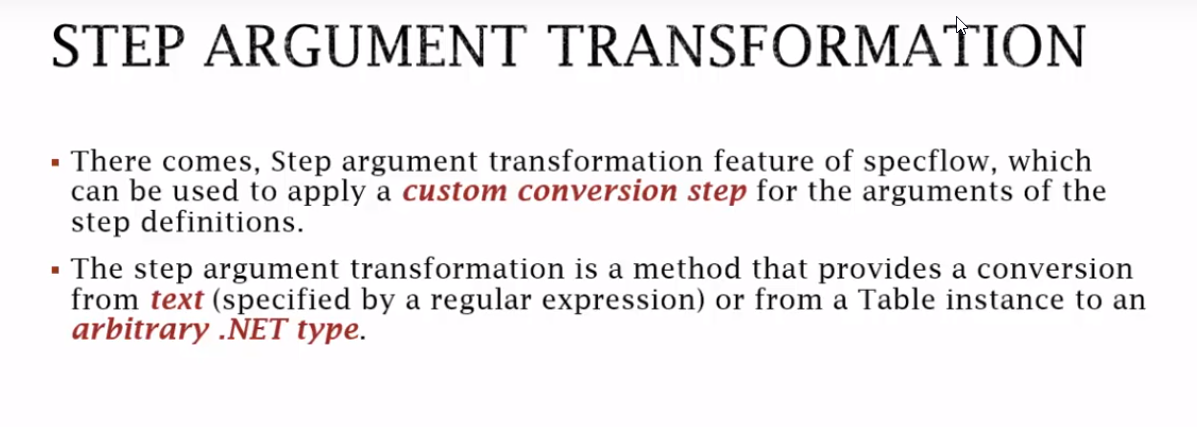 STEP ARGUMENT TRANSFORMATION
▪ There comes, Step argument transformation feature of specflow, which
can be used to apply a custom conversion step for the arguments of the
step definitions.
▪ The step argument transformation is a method that provides a conversion
from text (specified by a regular expression) or from a Table instance to an
arbitrary .NET type.